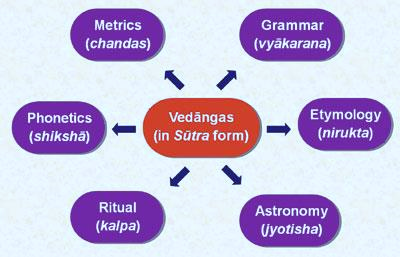 Metrics
(chandas)
Grammar
(vyākarana)
Phonetics
(shikshā)
Vedāngas
(in Sūtra form)
Etymology
(nirukta)
Ritual
(kalpa)
Astronomy
(jyotisha)